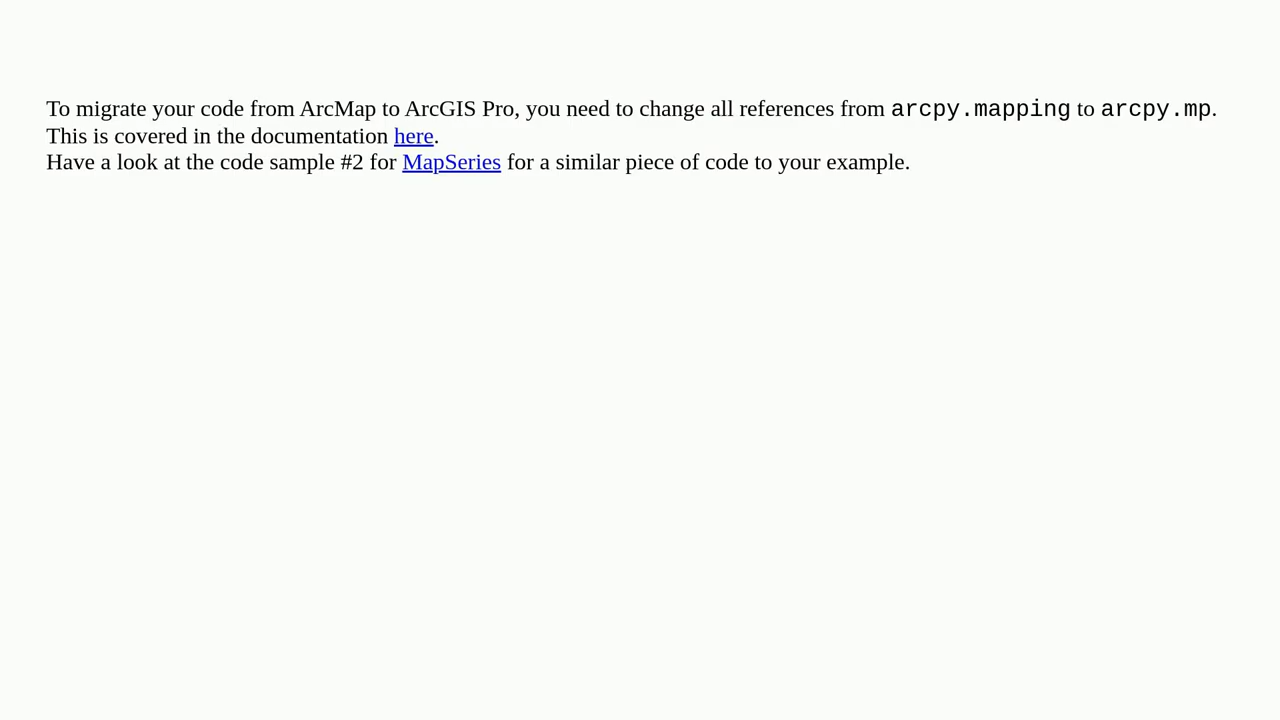 To migrate your code from ArcMap to ArcGIS Pro, you need to change all references from arcpy.mapping to arcpy.mp.
This is covered in the documentation here.
Have a look at the code sample #2 for MapSeries for a similar piece of code to your example.